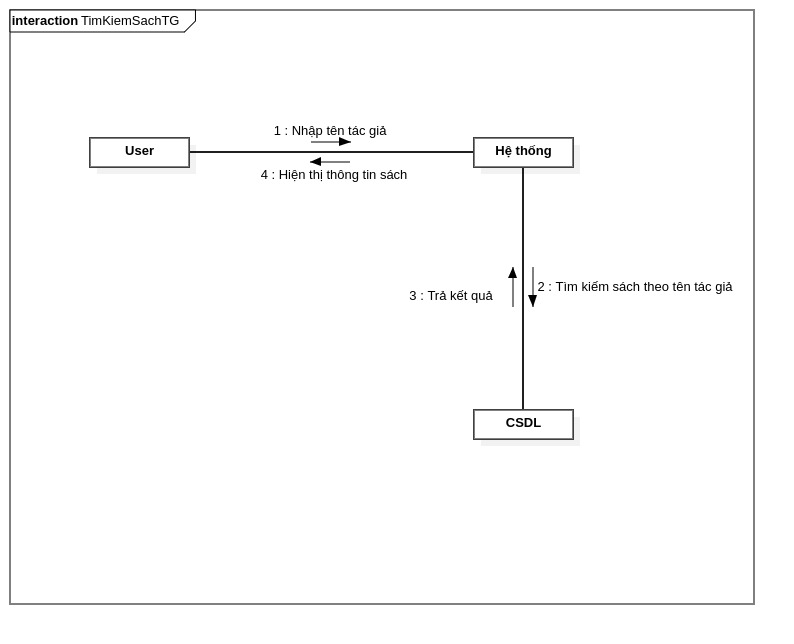 interaction TimKiemSachTG
1 : Nhập tên tác giả
User
Hệ thống
4 : Hiện thị thông tin sách
2 : Tìm kiếm sách theo tên tác giả
3 : Trả kết quả
CSDL